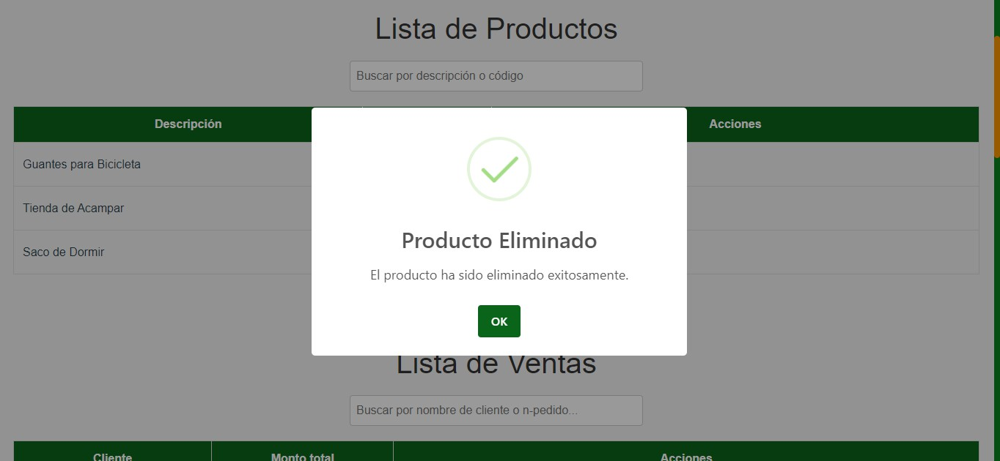 Lista de Productos
Buscar por descripción o código
Descripción
Acciones
Guantes para Bicicleta
Tienda de Acampar
Saco de Dormir
Producto Eliminado
El producto ha sido eliminado exitosamente.
OK
Lista de Ventas
Buscar por nombre de cliente o n-pedido...
Cliente
Monto total
Acciones